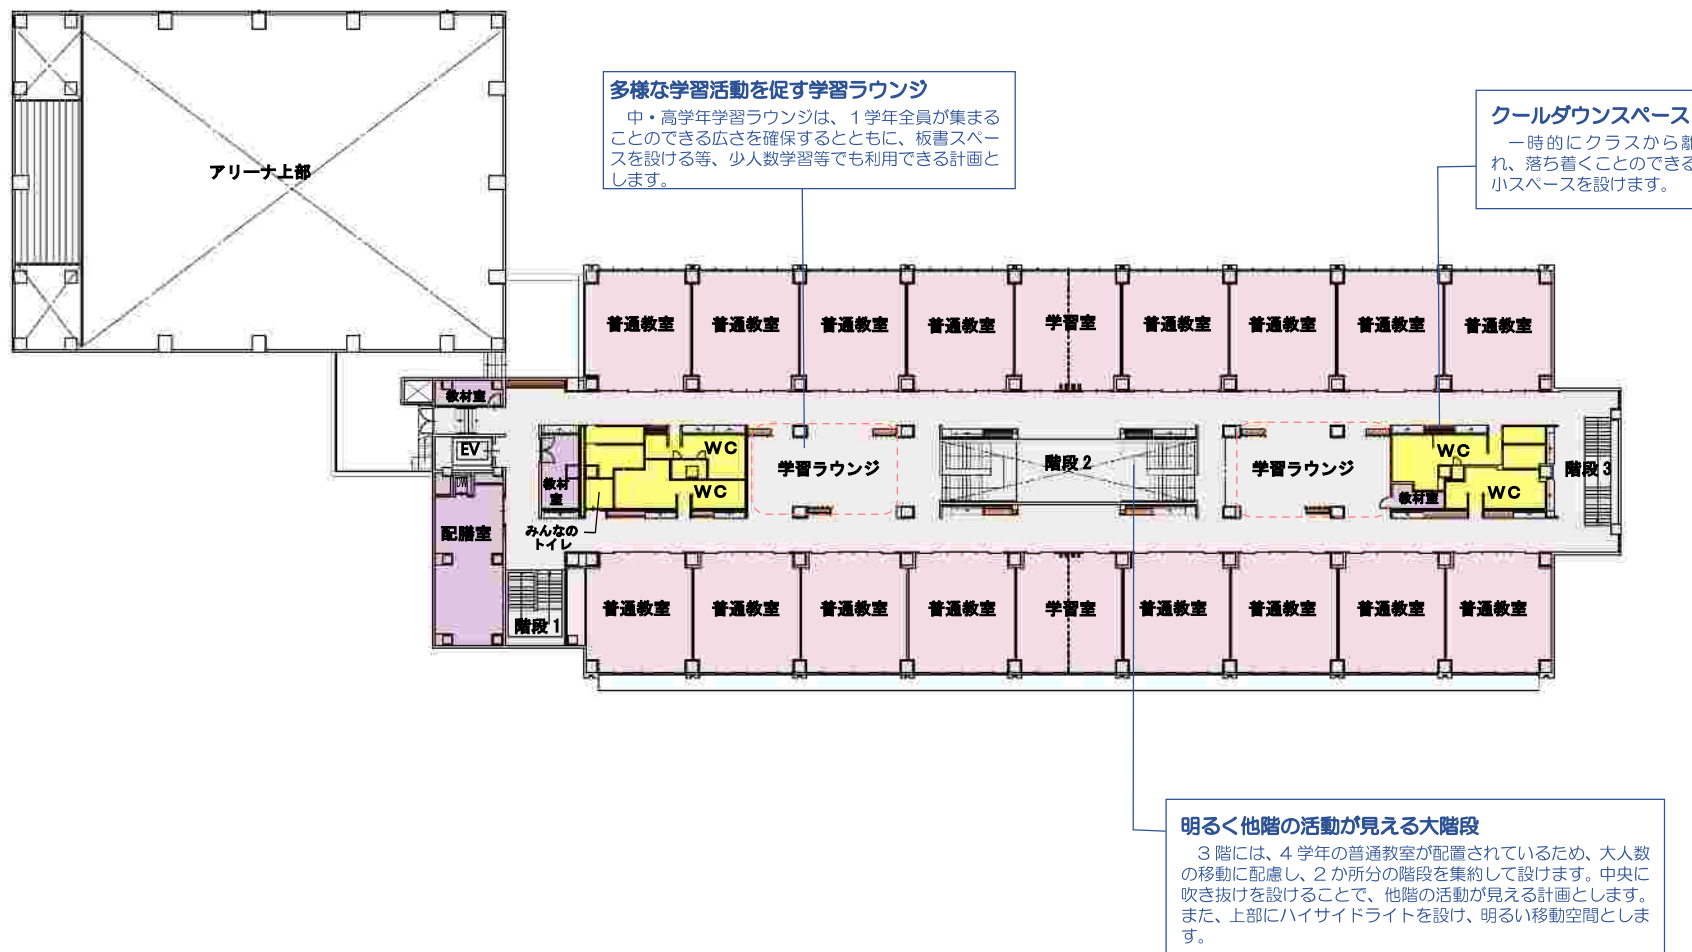 多様な学習活動を促す学習ラウンジ
中・高学年学習ラウンジは、1学年全員が集まる
ことのできる広さを確保するとともに、板書スペー
スを設ける等、少人数学習等でも利用できる計画と
します。
クールダウンスペース
一時的にクラスから離
れ、落ち着くことのできる
小スペースを設けます。
アリーナ上部
普通教室 普通教室 普通教室 普通教室 学習室 普通教室 普通教室 普通教室 普通教室
教材室
EV
DW
配膳室
教材
室
みんなの
トイレ
WC
WC
学習ラウンジ
階段2
学習ラウンジ
WC
教材室
WC
階段3
階段1
普通教室 普通教室 普通教室 普通教室 学習室 普通教室 普通教室 普通教室 普通教室
明るく他階の活動が見える大階段
3階には、4学年の普通教室が配置されているため、大人数
の移動に配慮し、2か所分の階段を集約して設けます。中央に
吹き抜けを設けることで、他階の活動が見える計画とします。
また、上部にハイサイドライトを設け、明るい移動空間としま
す。